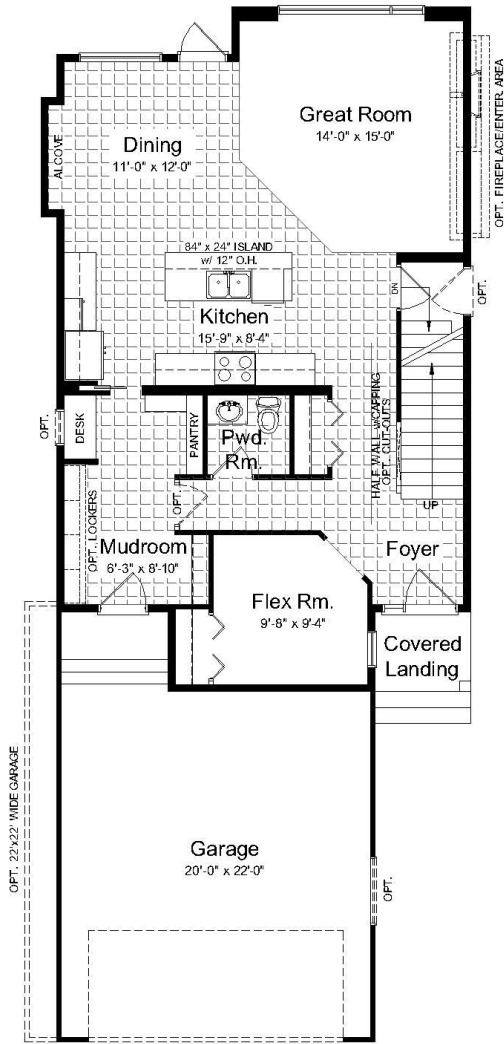 Great Room
14'-0" x 15'-0"
OPT. FIREPLACE/ENTER. AREA
Dining
11'-0" x 12'-0"
ALCOVE
84" x 24" ISLAND
w/ 12" O.H.
Kitchen
15'-9" x 8'-4"
DN
OPT.
HALF WALL w/CAPPING
OPT. CUT-OUTS
UP
OPT.
DESK
PANTRY
Pwd.
Rm.
OPT.
OPT. LOCKERS
Mudroom
6'-3" x 8'-10"
Foyer
Flex Rm.
9'-8" x 9'-4"
Covered
Landing
OPT. 22'x22' WIDE GARAGE
Garage
20'-0" x 22'-0"
OPT.